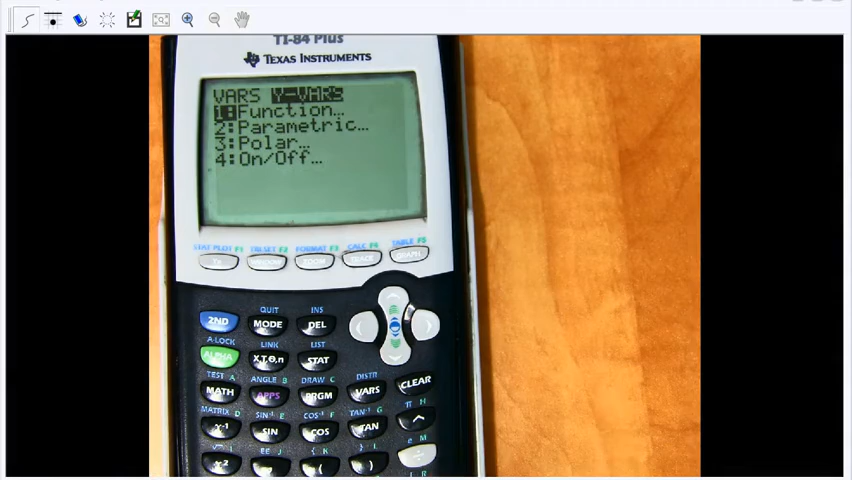 TI-84 Plus
TEXAS INSTRUMENTS
VARS Y-VARS
1:Function…
2:Parametric…
3:Polar…
4:On/Off…
STAT PLOT F1 TBLSET F2 FORMAT F3 CALC F4 TABLE F5
Y= WINDOW ZOOM TRACE GRAPH
QUIT INS
2ND MODE DEL
A-LOCK LINK LIST
ALPHA X,T,θ,n STAT
TEST A ANGLE B DRAW C DISTR
MATH APPS PRGM VARS CLEAR
MATRIX D SIN-1 E COS-1 F TAN-1 G π H
x-1 SIN COS TAN ^
EE J { K } L e M
x2 , ( ) ÷